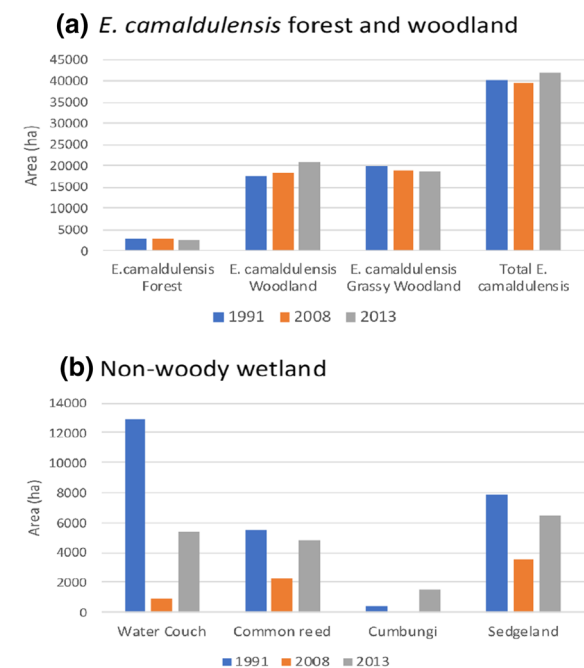 (a) E. camaldulensis forest and woodland
45000
40000
35000
30000
25000
20000
15000
10000
5000
0
Area (ha)
E.camaldulensis Forest
E. camaldulensis Woodland
E. camaldulensis Grassy Woodland
Total E. camaldulensis
1991 2008 2013
(b) Non-woody wetland
14000
12000
10000
8000
6000
4000
2000
0
Area (ha)
Water Couch Common reed Cumbungi Sedgeland
1991 2008 2013